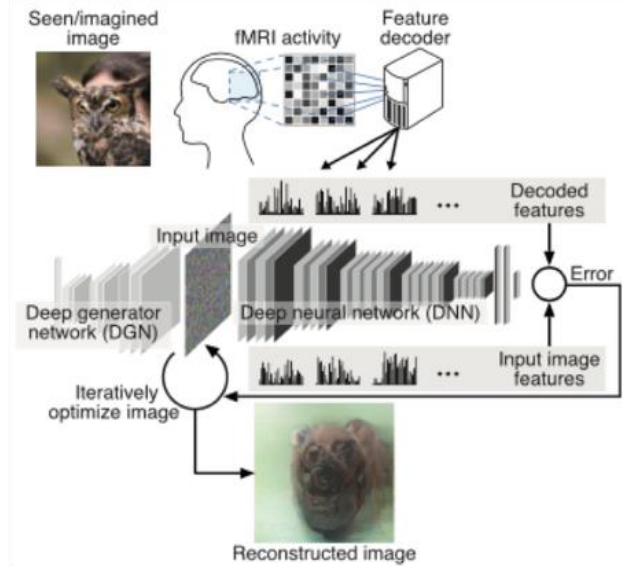 Seen/imagined
image
fMRI activity
Feature
decoder
Decoded
features
Input image
Error
Deep generator
network (DGN)
Deep neural network (DNN)
Input image
features
Iteratively
optimize image
Reconstructed image